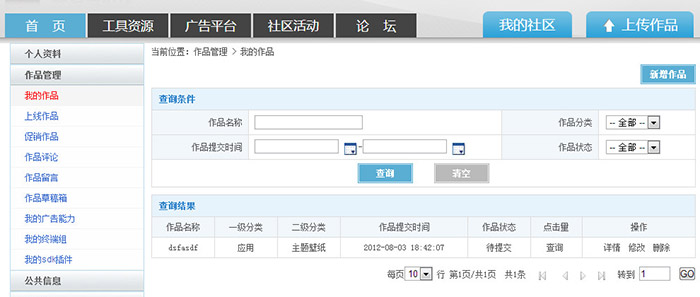 首 页 工具资源 广告平台 社区活动 论 坛 我的社区 上传作品
个人资料
作品管理
我的作品
上线作品
促销作品
作品评论
作品留言
作品草稿箱
我的广告能力
我的终端组
我的sdk插件
公共信息
当前位置: 作品管理 > 我的作品
新增作品
查询条件
作品名称 作品分类 -- 全部 --
作品提交时间 - 作品状态 -- 全部 --
查询 清空
查询结果
作品名称 一级分类 二级分类 作品提交时间 作品状态 点击量 操作
dsfasdf 应用 主题壁纸 2012-08-03 18:42:07 待提交 查询 详情 修改 删除
每页 10 行 第1页/共1页 共1条 转到 1 GO